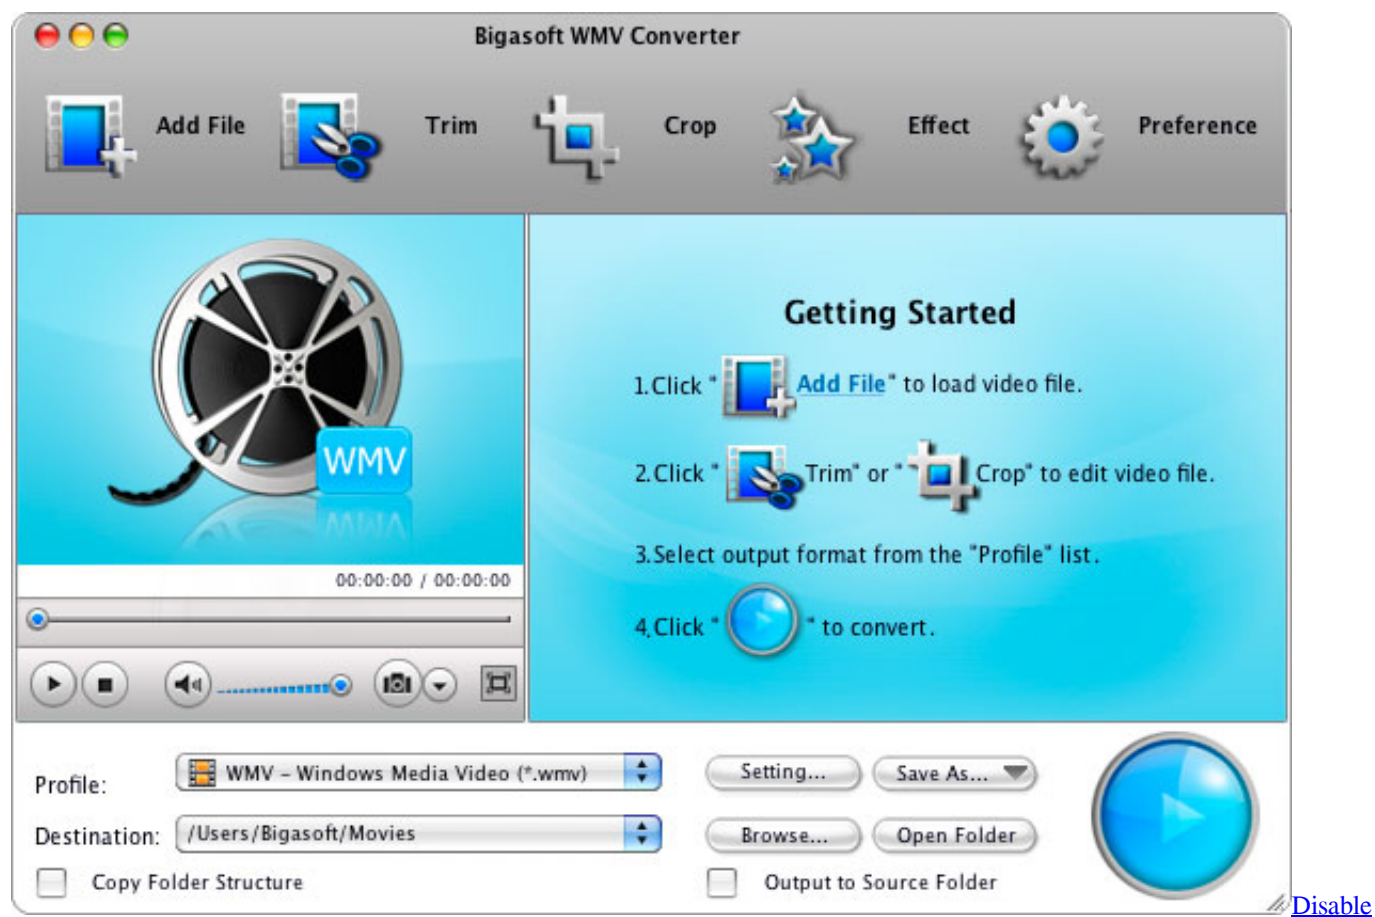 Bigasoft WMV Converter
Add File Trim Crop Effect Preference
WMV
00:00:00 / 00:00:00
Getting Started
1.Click " Add File" to load video file.
2.Click " Trim" or " Crop" to edit video file.
3.Select output format from the "Profile" list.
4.Click " " to convert.
Profile: WMV – Windows Media Video (*.wmv) Setting... Save As...
Destination: /Users/Bigasoft/Movies Browse... Open Folder
Copy Folder Structure Output to Source Folder
Disable